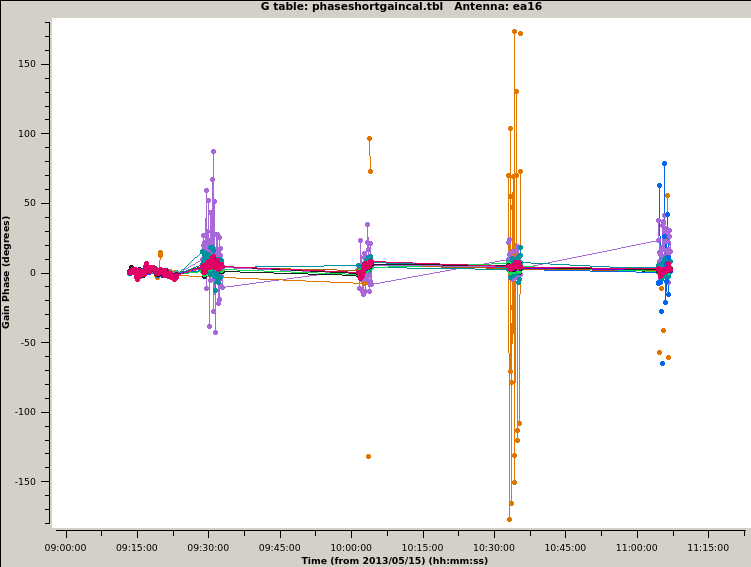 G table: phaseshortgaincal.tbl   Antenna: ea16
Gain Phase (degrees)
150
100
50
0
-50
-100
-150
09:00:00 09:15:00 09:30:00 09:45:00 10:00:00 10:15:00 10:30:00 10:45:00 11:00:00 11:15:00
Time (from 2013/05/15) (hh:mm:ss)